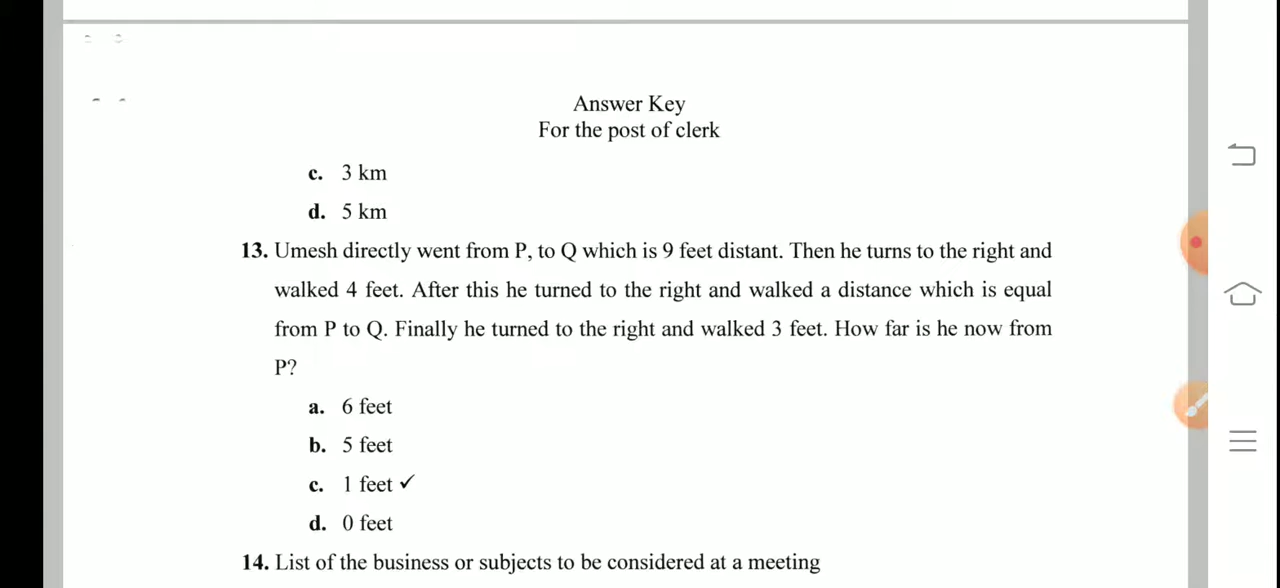 Answer Key
For the post of clerk
c. 3 km
d. 5 km
13. Umesh directly went from P, to Q which is 9 feet distant. Then he turns to the right and
walked 4 feet. After this he turned to the right and walked a distance which is equal
from P to Q. Finally he turned to the right and walked 3 feet. How far is he now from
P?
a. 6 feet
b. 5 feet
c. 1 feet ✓
d. 0 feet
14. List of the business or subjects to be considered at a meeting